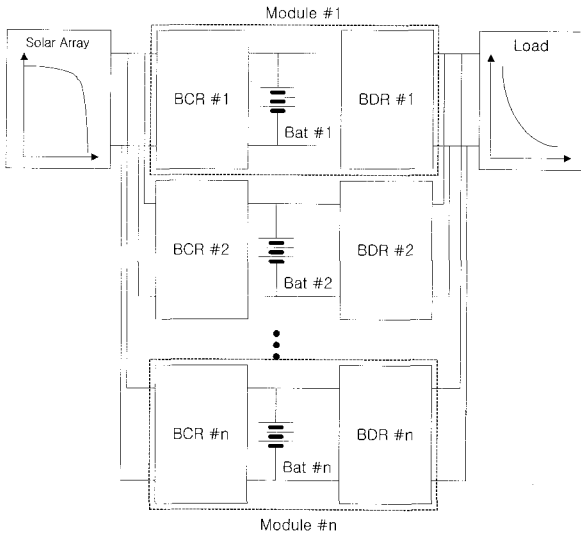 Module #1
Solar Array
Load
BCR #1
BDR #1
Bat #1
BCR #2
BDR #2
Bat #2
BCR #n
BDR #n
Bat #n
Module #n